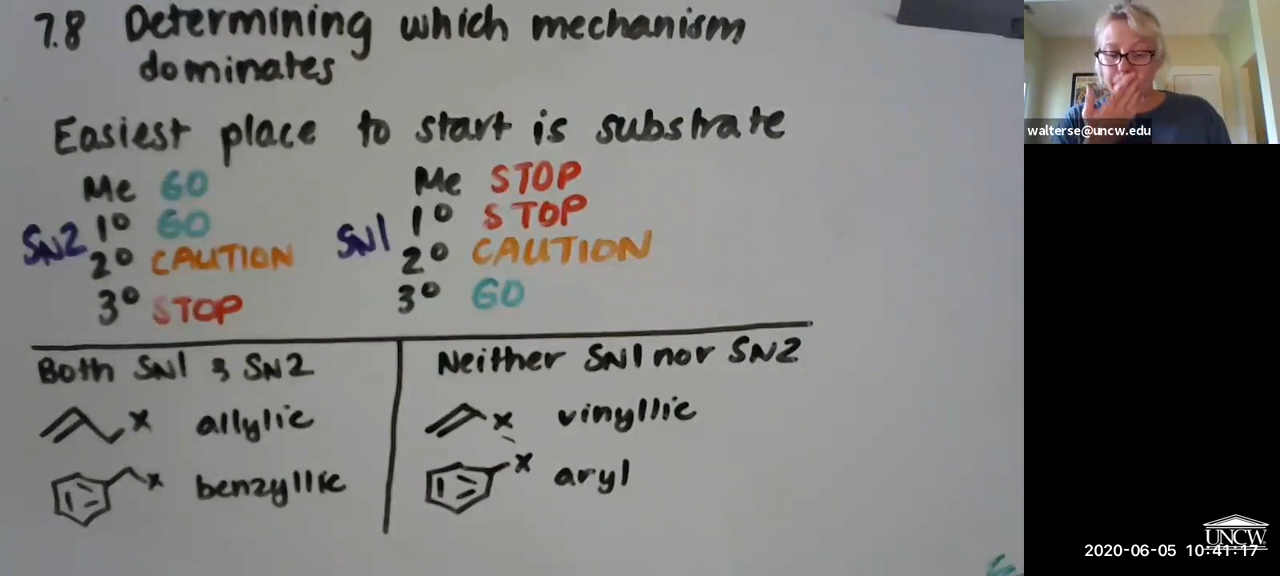 7.8 Determining which mechanism
dominates
Easiest place to start is substrate
SN2
Me GO
1° GO
2° CAUTION
3° STOP
SN1
Me STOP
1° STOP
2° CAUTION
3° GO
Both SN1 & SN2
X allylic
X benzyllic
Neither SN1 nor SN2
X vinyllic
X aryl
walterse@uncw.edu
UNCW
2020-06-05 10:41:17